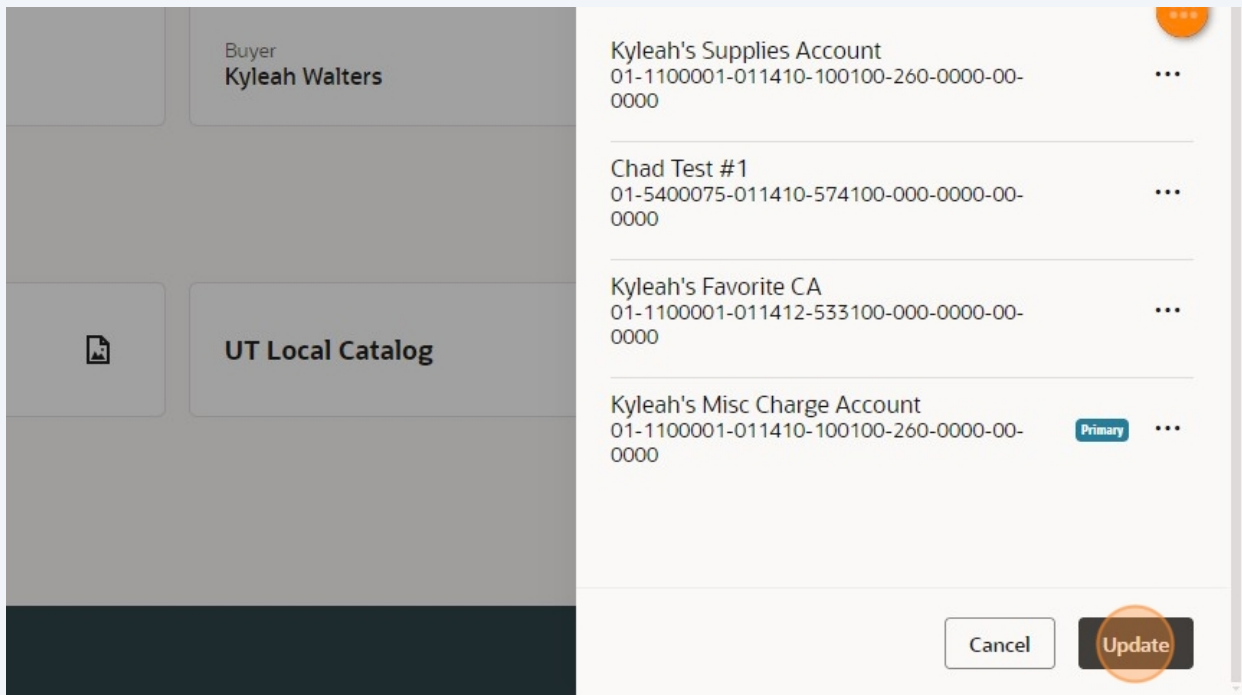 Buyer
Kyleah Walters
UT Local Catalog
Kyleah's Supplies Account
01-1100001-011410-100100-260-0000-00-
0000
Chad Test #1
01-5400075-011410-574100-000-0000-00-
0000
Kyleah's Favorite CA
01-1100001-011412-533100-000-0000-00-
0000
Kyleah's Misc Charge Account
01-1100001-011410-100100-260-0000-00-
0000
Primary
Cancel
Update